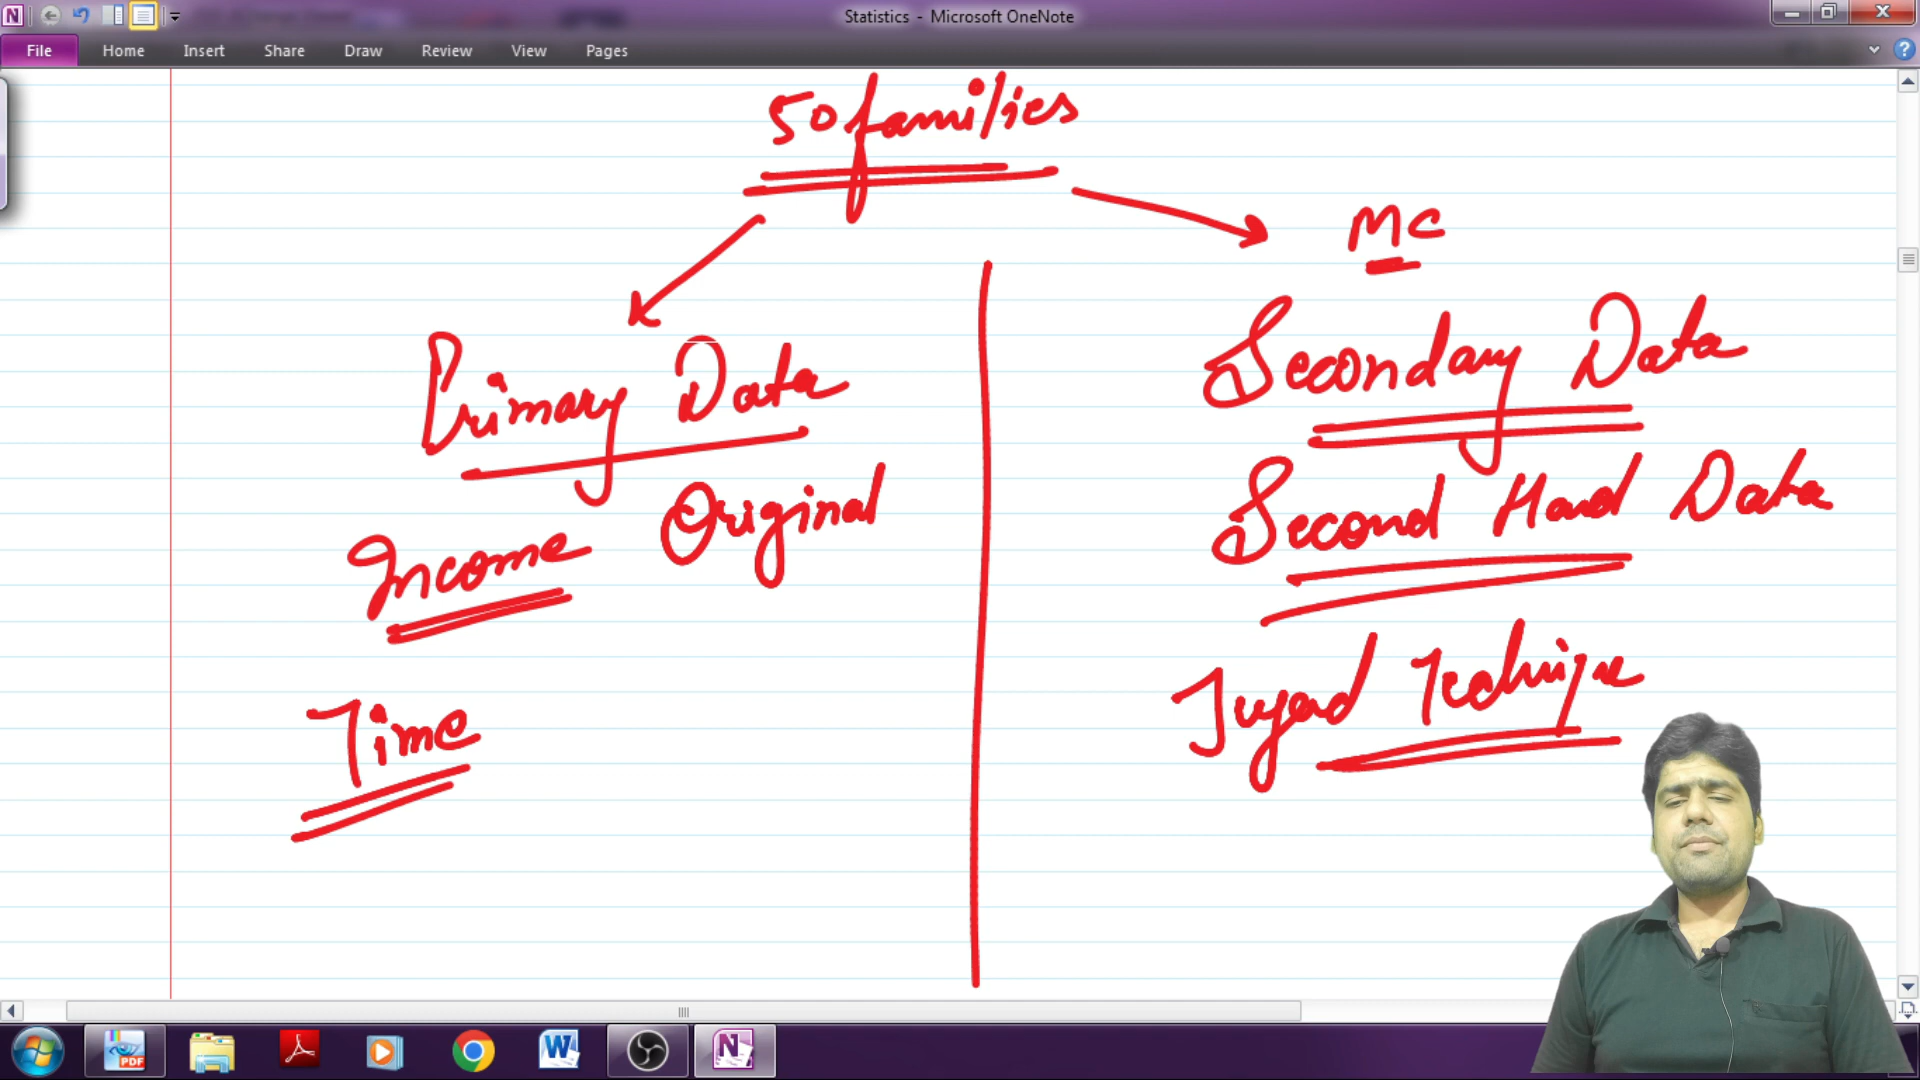 Statistics - Microsoft OneNote
File Home Insert Share Draw Review View Pages
50 families
MC
Primary Data
Secondary Data
Original
Second Hand Data
Income
Jugad Technique
Time
PDF